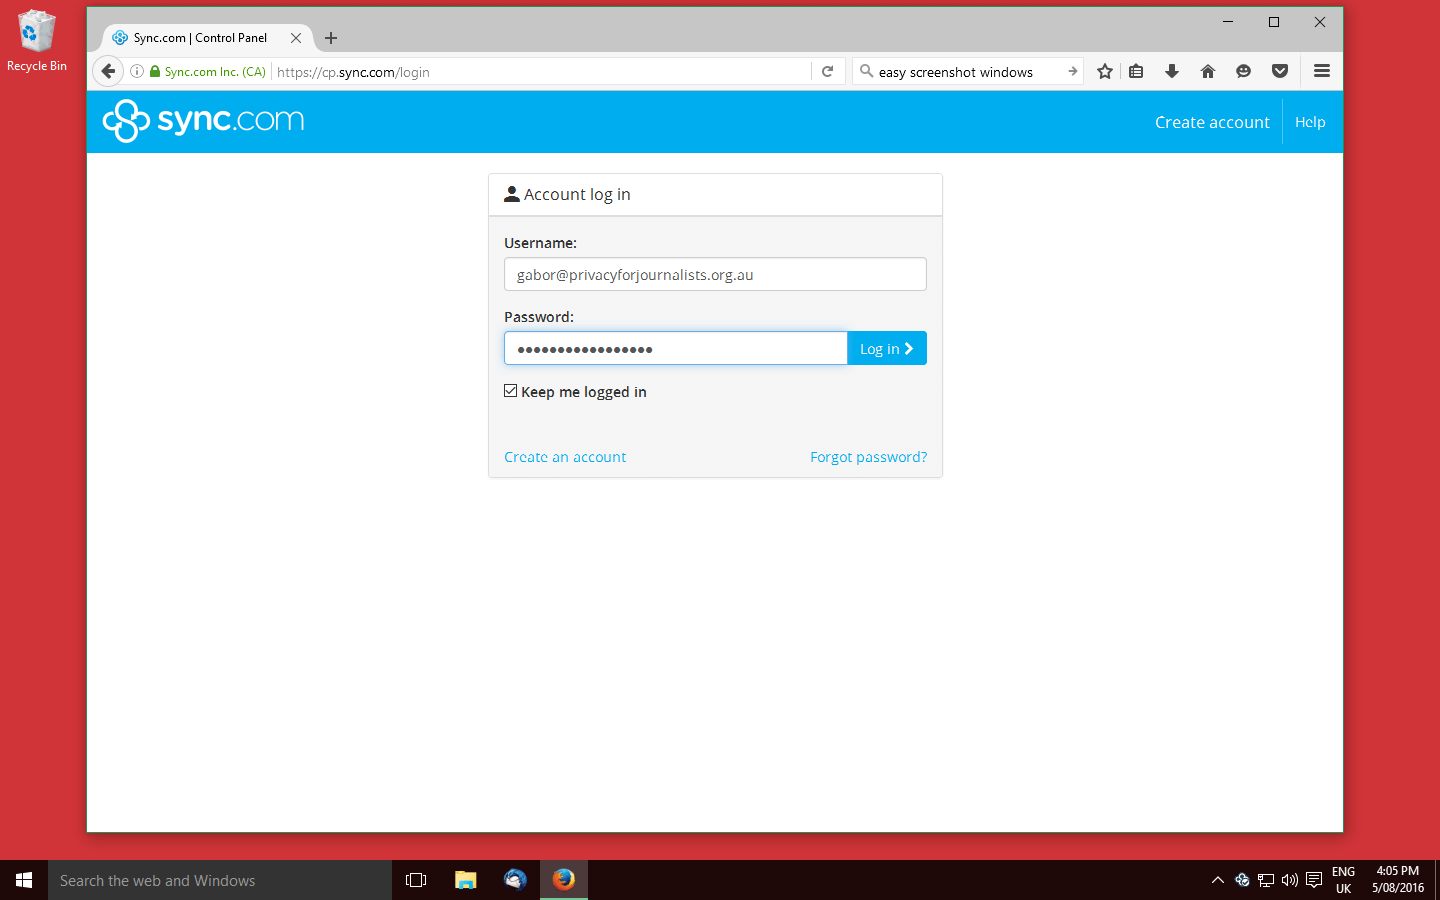 Recycle Bin
Sync.com | Control Panel
Sync.com Inc. (CA)
https://cp.sync.com/login
easy screenshot windows
sync.com
Create account
Help
Account log in
Username:
gabor@privacyforjournalists.org.au
Password:
Log in
Keep me logged in
Create an account
Forgot password?
Search the web and Windows
ENG
UK
4:05 PM
5/08/2016